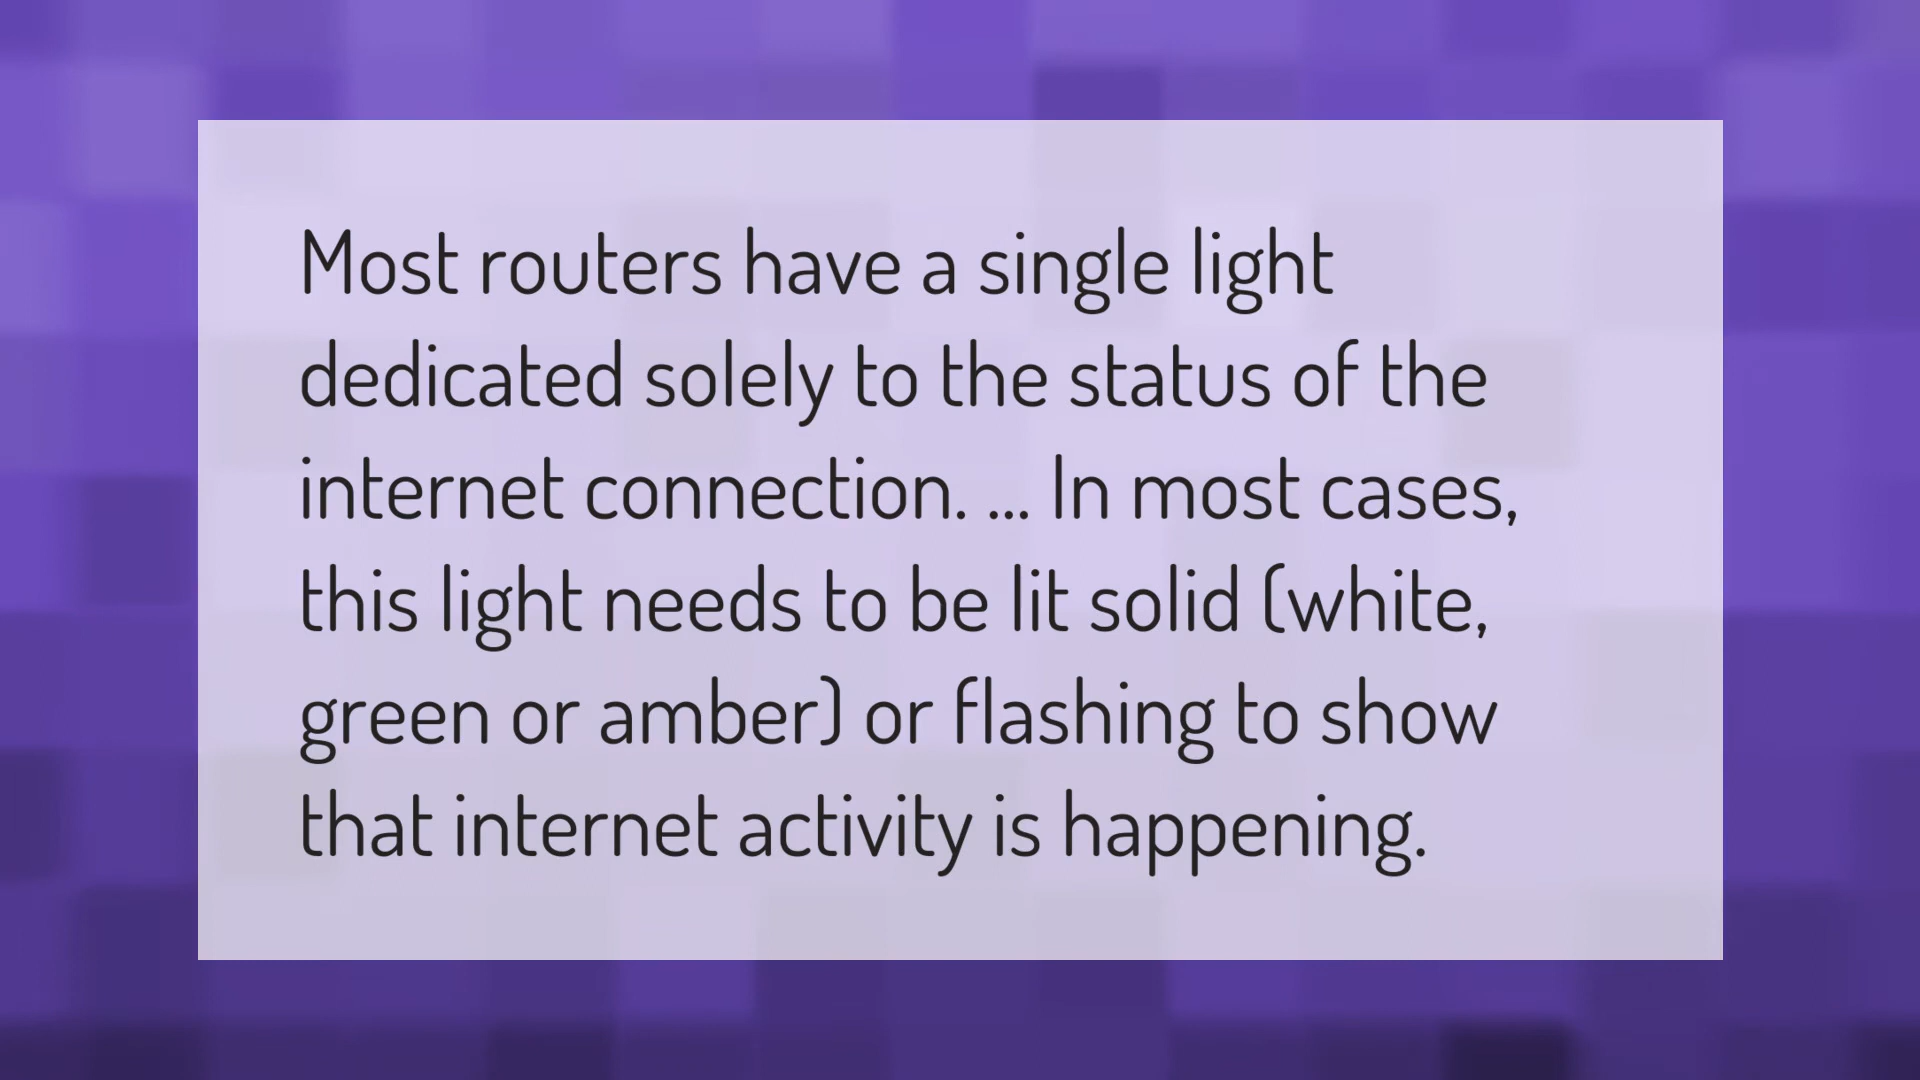 Most routers have a single light
dedicated solely to the status of the
internet connection. ... In most cases,
this light needs to be lit solid (white,
green or amber) or flashing to show
that internet activity is happening.